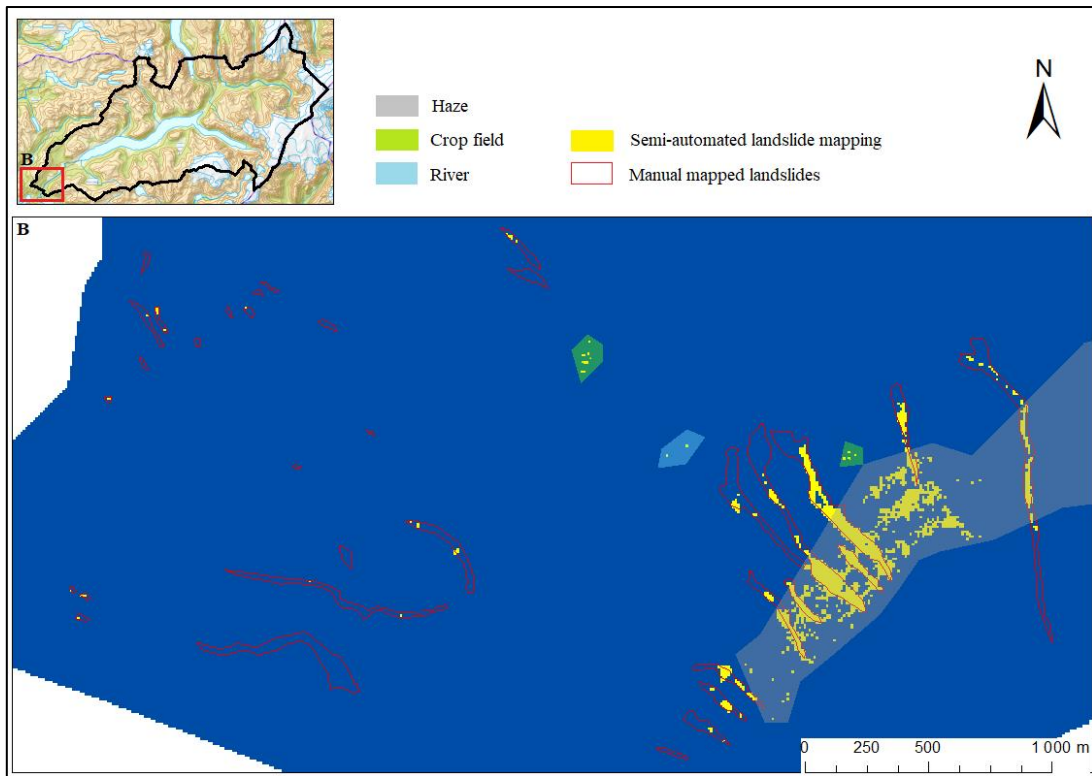 B
N
Haze
Crop field
River
Semi-automated landslide mapping
Manual mapped landslides
B
0 250 500 1 000 m